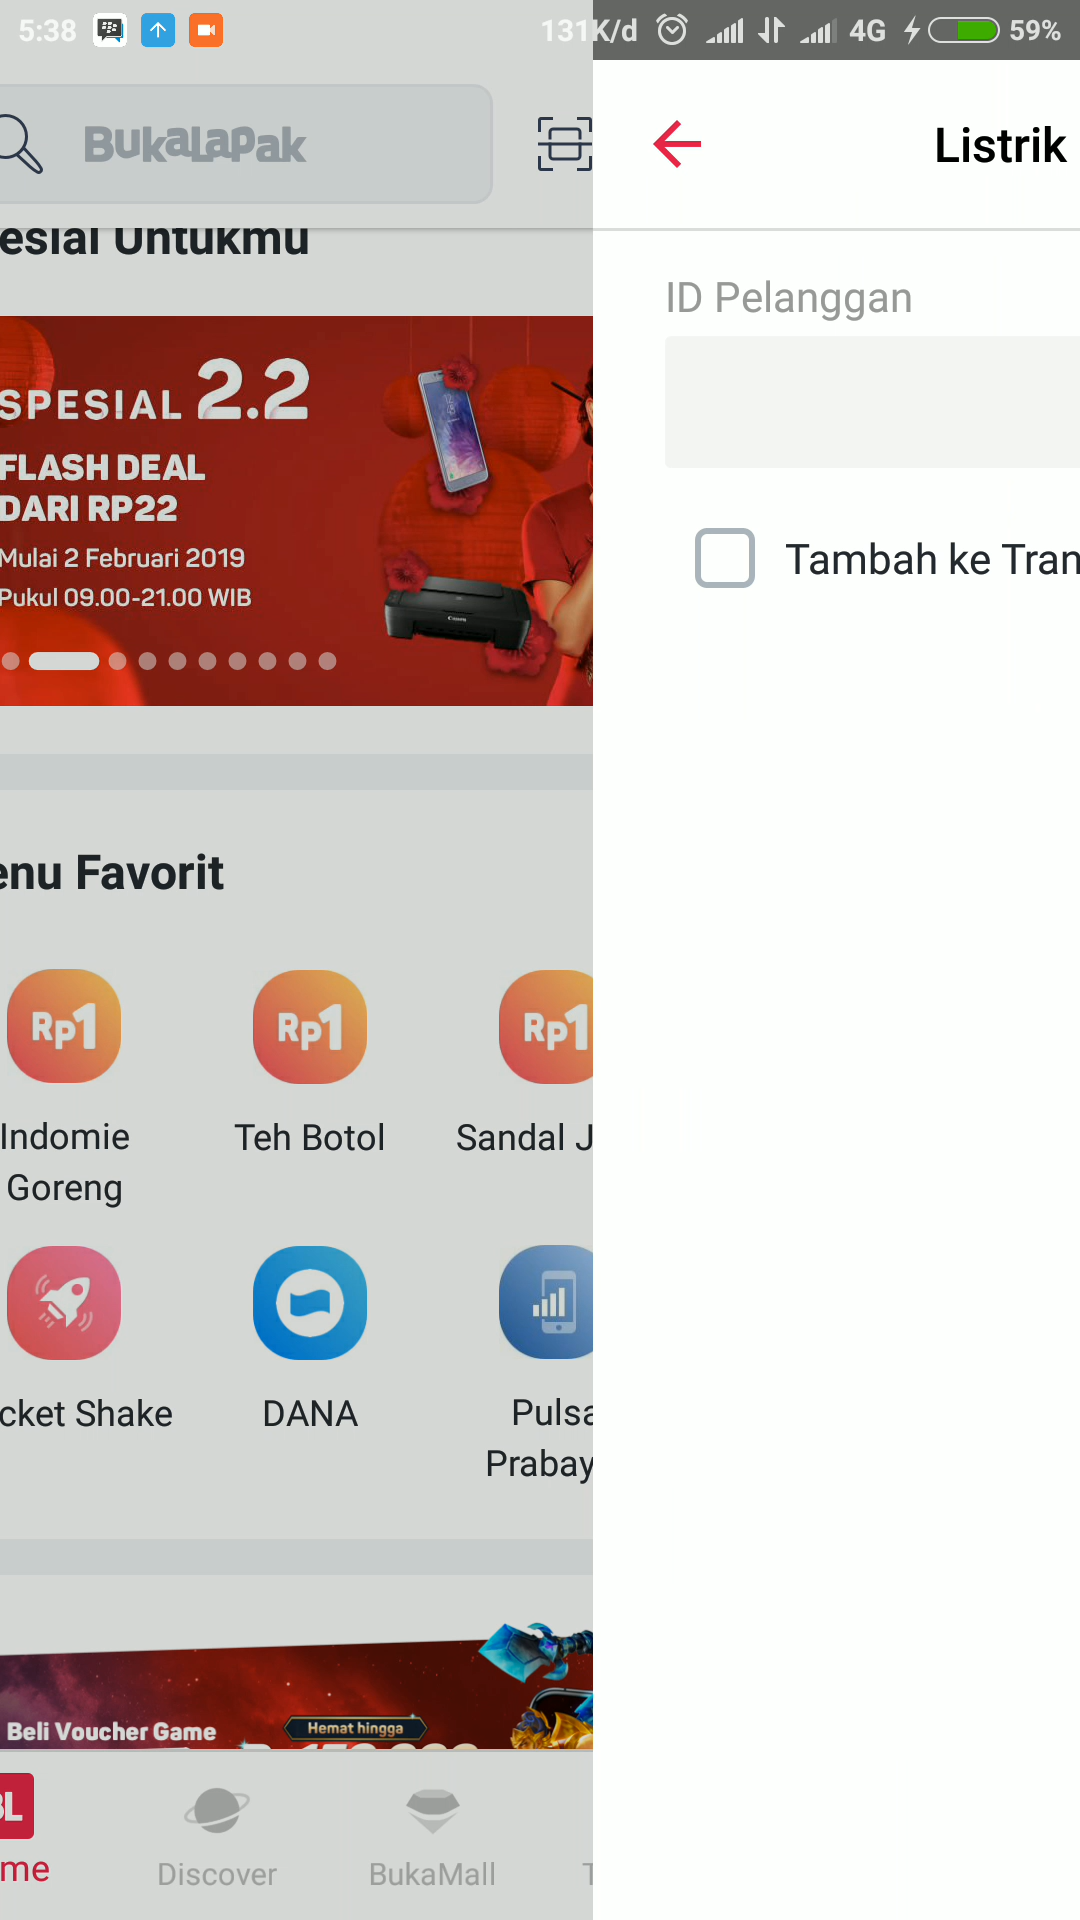 5:38
131K/d
4G
59%
BukaLapak
esial Untukmu
SPESIAL 2.2
FLASH DEAL
DARI RP22
Mulai 2 Februari 2019
Pukul 09.00-21.00 WIB
Canon
enu Favorit
Rp1
Rp1
Rp1
Indomie
Goreng
Teh Botol
Sandal J
cket Shake
DANA
Pulsa
Prabay
Beli Voucher Game
Hemat hingga
BL
me
Discover
BukaMall
T
Listrik
ID Pelanggan
Tambah ke Tran